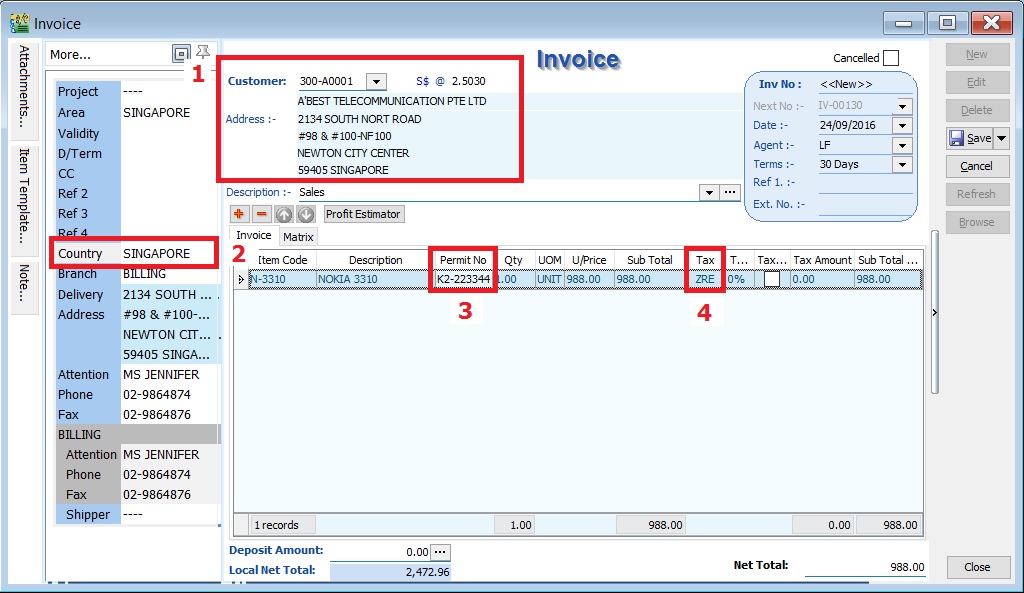 Invoice
Attachments...
Item Template...
Note...
More...
1
Project ----
Area SINGAPORE
Validity
D/Term
CC
Ref 2
Ref 3
Ref 4
Country SINGAPORE
Branch BILLING
Delivery 2134 SOUTH ...
Address #98 & #100-...
NEWTON CIT...
59405 SINGA...
Attention MS JENNIFER
Phone 02-9864874
Fax 02-9864876
BILLING
Attention MS JENNIFER
Phone 02-9864874
Fax 02-9864876
Shipper ----
Customer: 300-A0001 S$ @ 2.5030
A'BEST TELECOMMUNICATION PTE LTD
Address :- 2134 SOUTH NORT ROAD
#98 & #100-NF100
NEWTON CITY CENTER
59405 SINGAPORE
Invoice
Cancelled
Inv No : <<New>>
Next No :- IV-00130
Date :- 24/09/2016
Agent :- LF
Terms :- 30 Days
Ref 1. :-
Ext. No. :-
Description :- Sales
Profit Estimator
Invoice Matrix
2
Item Code Description Permit No Qty UOM U/Price Sub Total Tax T... Tax... Tax Amount Sub Total ...
N-3310 NOKIA 3310 K2-223344 1.00 UNIT 988.00 988.00 ZRE 0% 0.00 988.00
3 4
1 records 1.00 988.00 0.00 988.00
Deposit Amount: 0.00
Local Net Total: 2,472.96
Net Total: 988.00
New
Edit
Delete
Save
Cancel
Refresh
Browse
Close